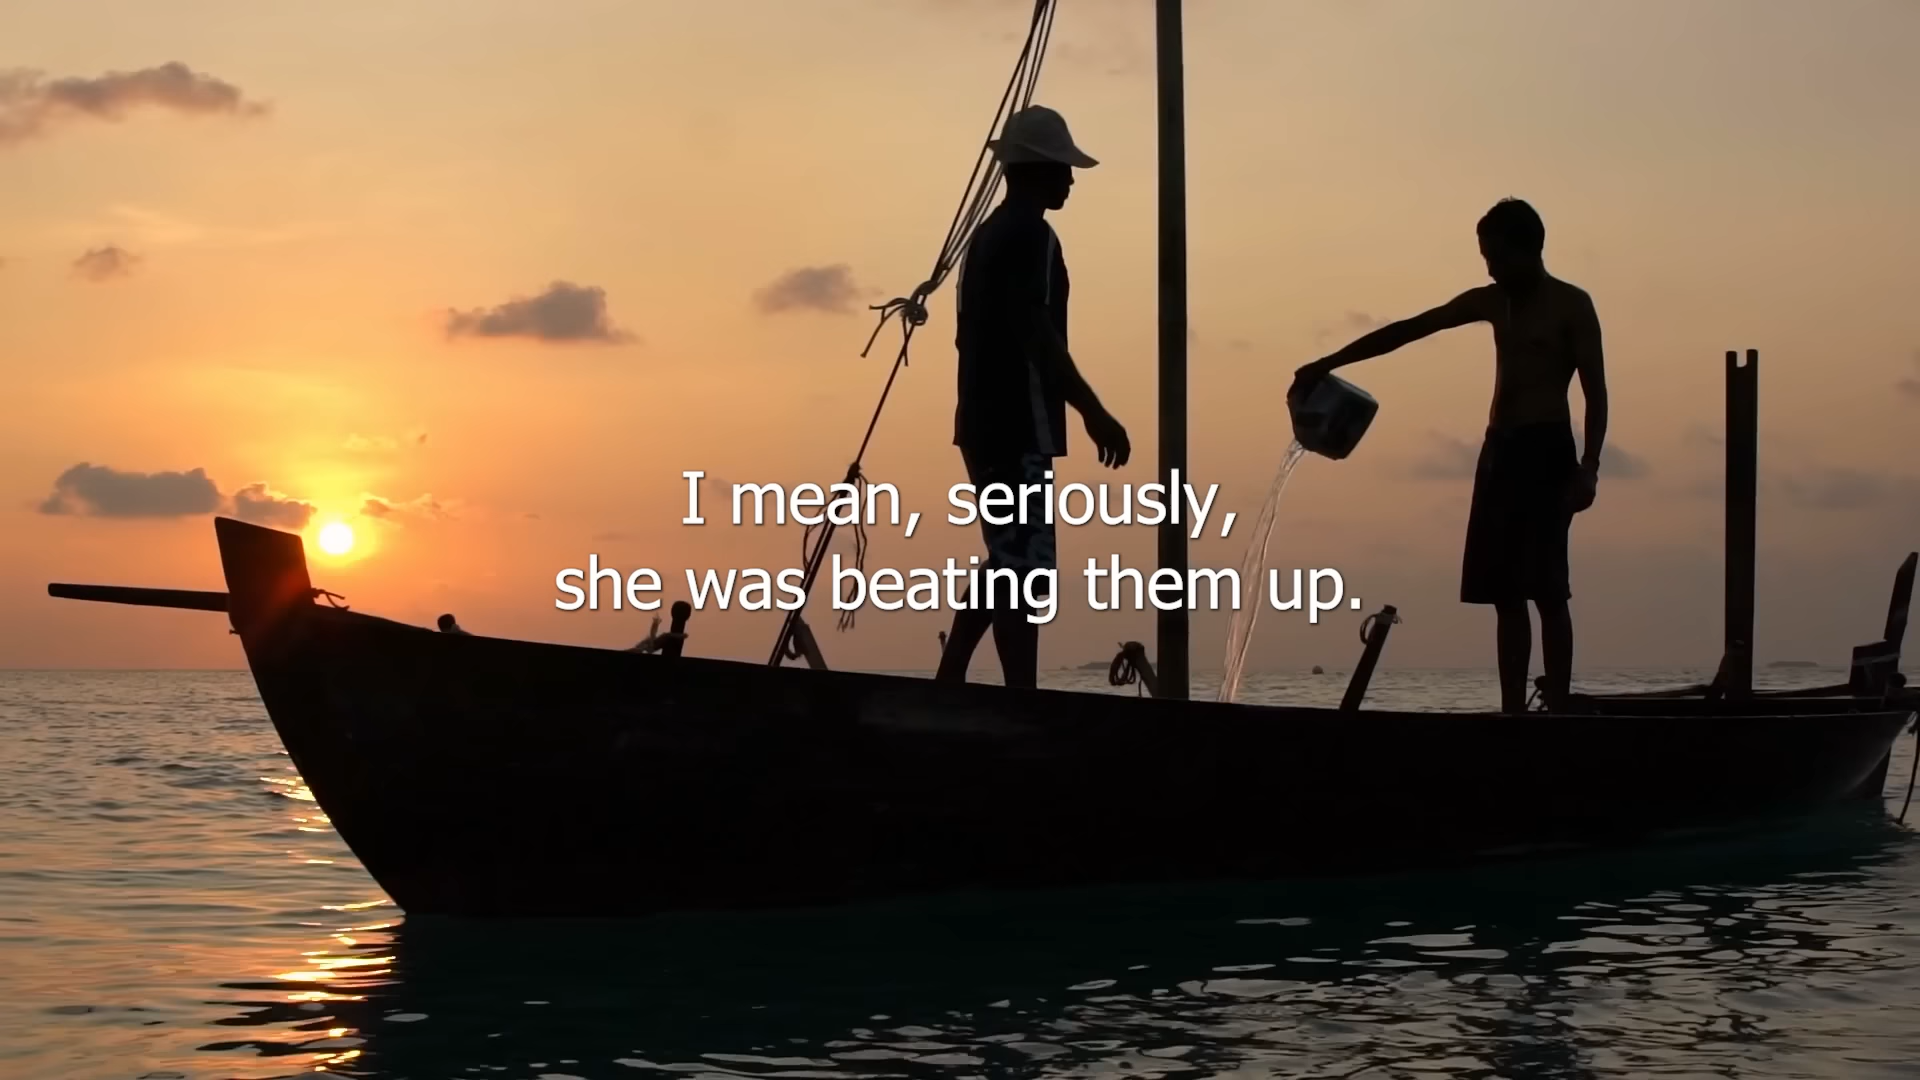 I mean, seriously,
she was beating them up.